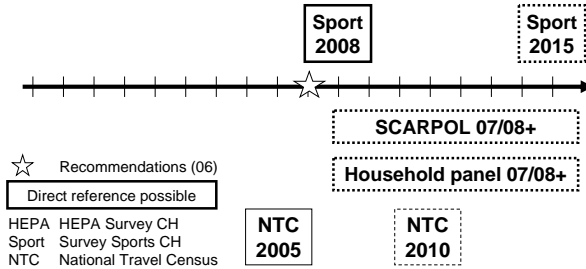 Sport
2008
Sport
2015
SCARPOL 07/08+
Recommendations (06)
Household panel 07/08+
Direct reference possible
HEPA HEPA Survey CH
Sport Survey Sports CH
NTC National Travel Census
NTC
2005
NTC
2010